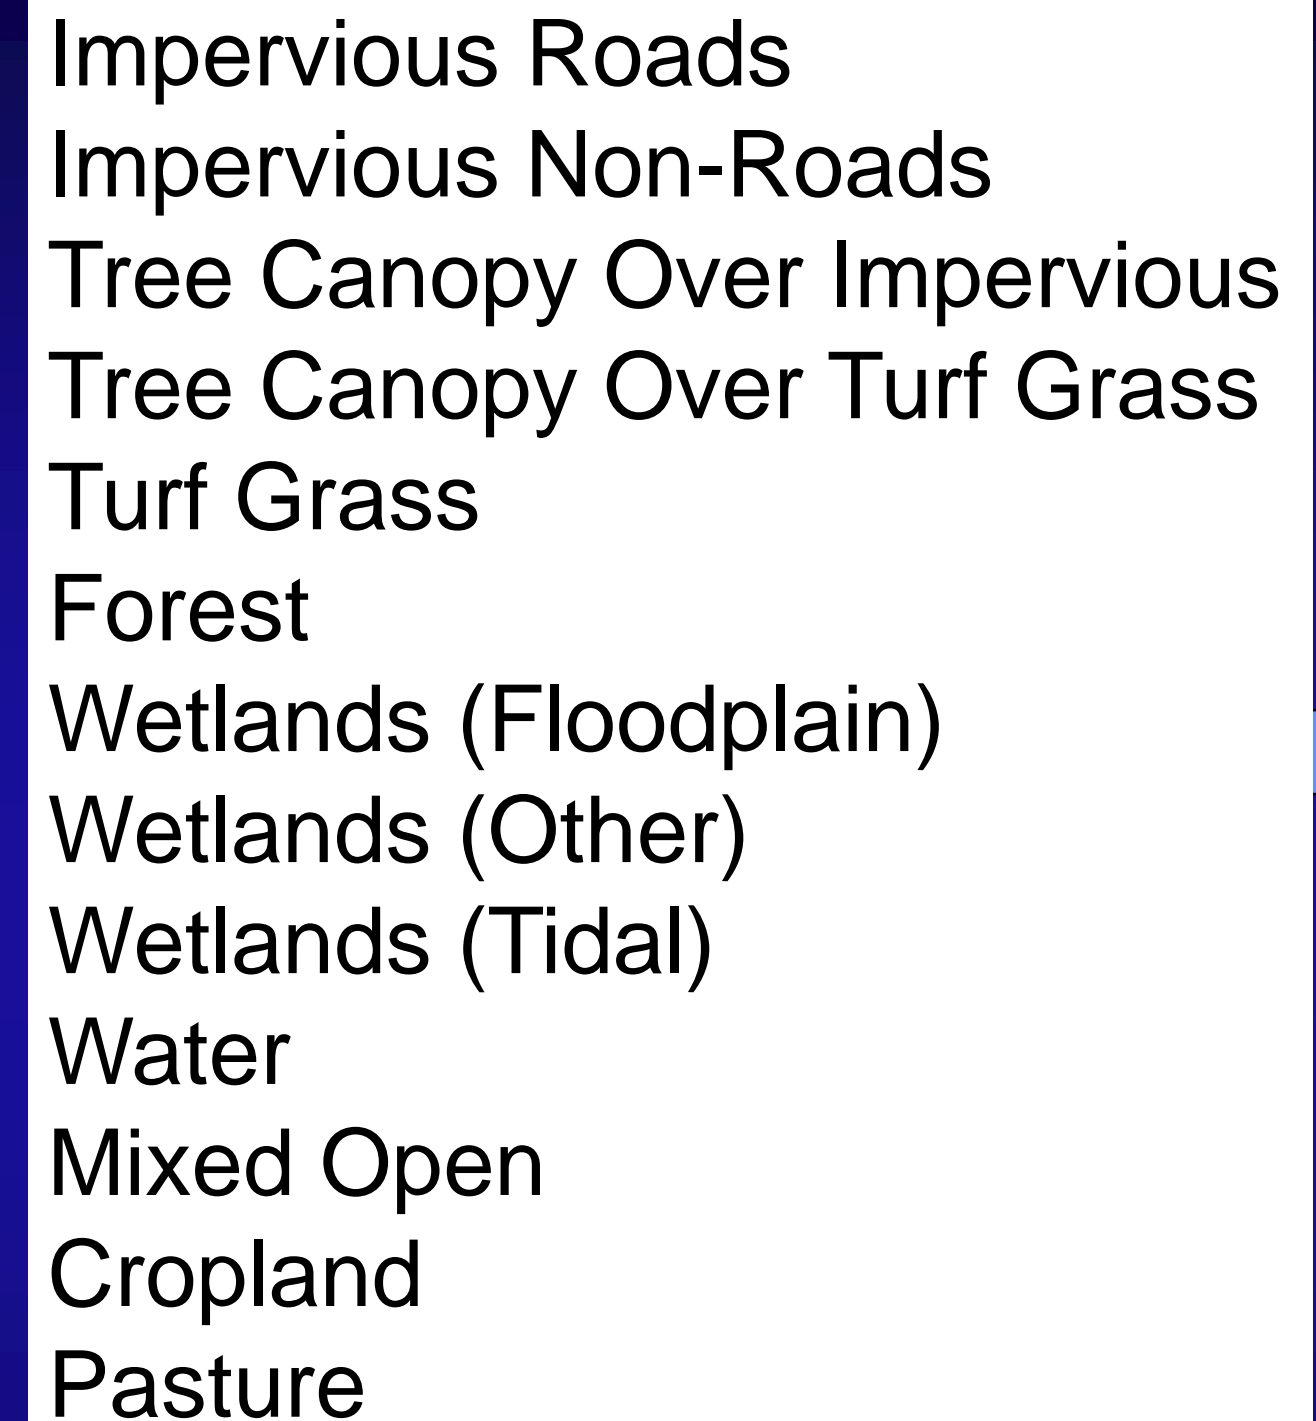 Impervious Roads
Impervious Non-Roads
Tree Canopy Over Impervious
Tree Canopy Over Turf Grass
Turf Grass
Forest
Wetlands (Floodplain)
Wetlands (Other)
Wetlands (Tidal)
Water
Mixed Open
Cropland
Pasture